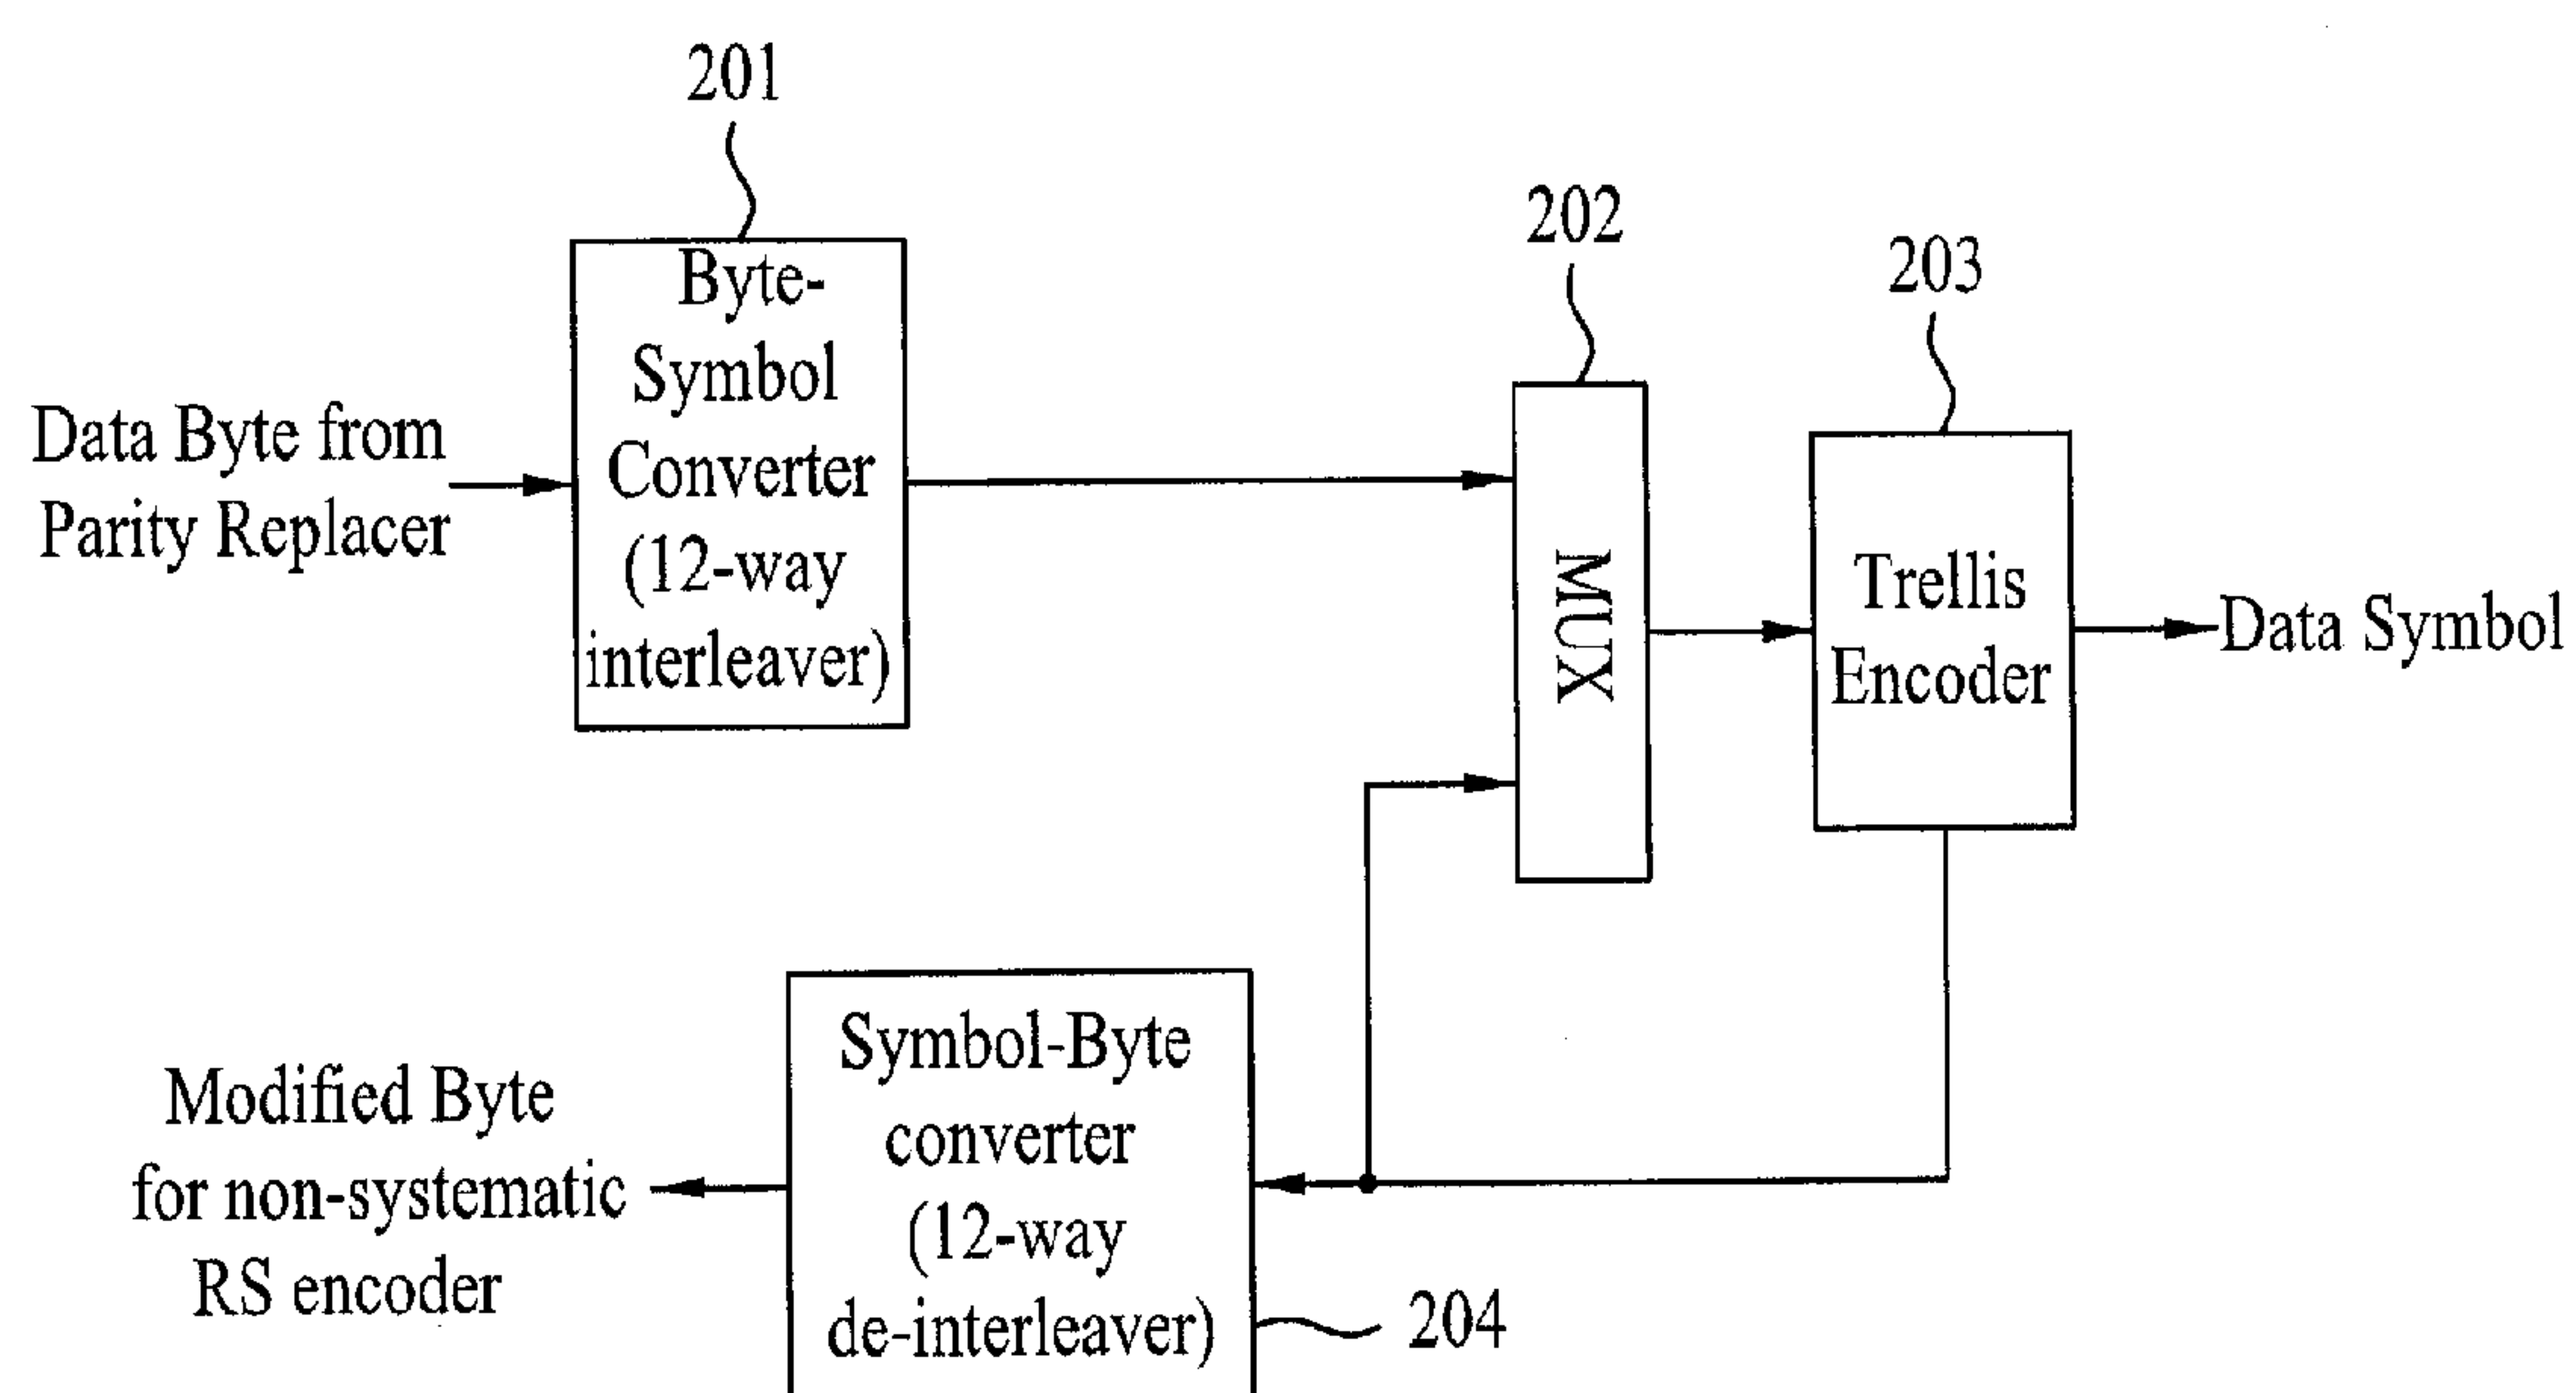 201
Byte-
Symbol
Converter
(12-way
interleaver)
Data Byte from
Parity Replacer
202
MUX
203
Trellis
Encoder
Data Symbol
Symbol-Byte
converter
(12-way
de-interleaver)
204
Modified Byte
for non-systematic
RS encoder